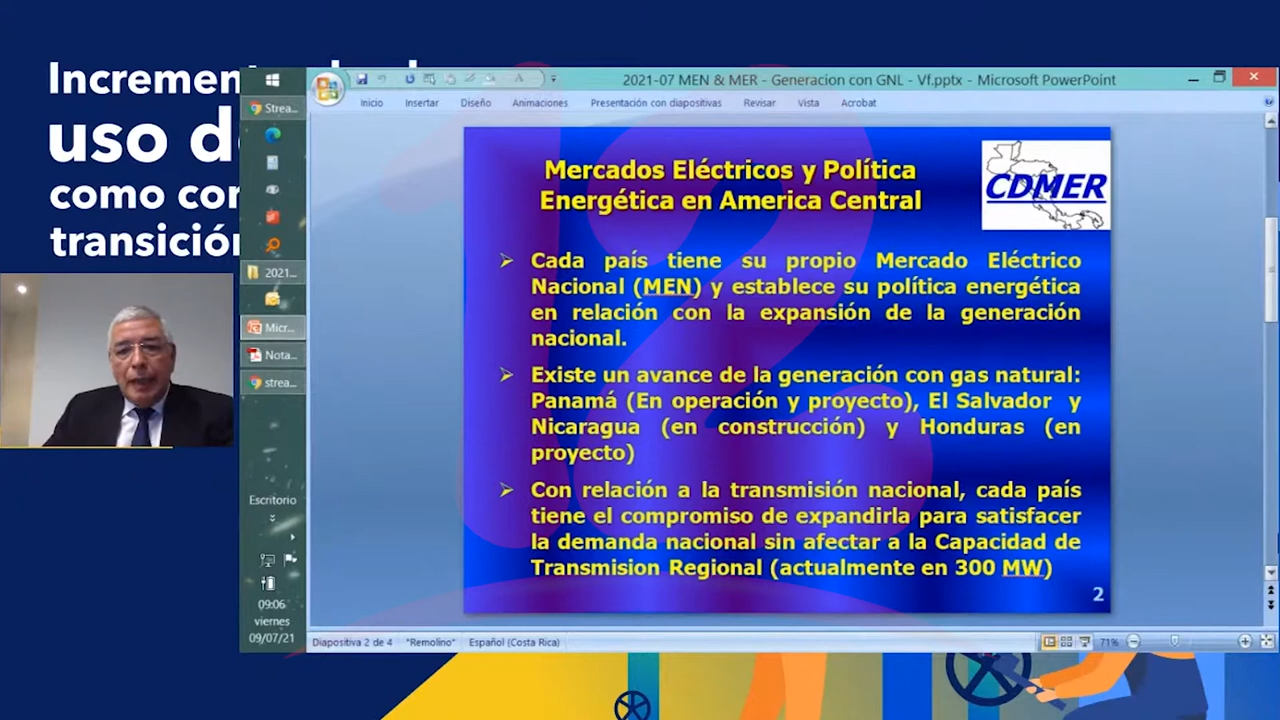 Increment
uso d
como con
transición
Strea...
2021...
Micr...
Nota...
strea...
Escritorio
09:06
viernes
09/07/21
2021-07 MEN & MER - Generacion con GNL - Vf.pptx - Microsoft PowerPoint
Inicio Insertar Diseño Animaciones Presentación con diapositivas Revisar Vista Acrobat
Mercados Eléctricos y Política
Energética en America Central
CDMER
Cada país tiene su propio Mercado Eléctrico
Nacional (MEN) y establece su política energética
en relación con la expansión de la generación
nacional.
Existe un avance de la generación con gas natural:
Panamá (En operación y proyecto), El Salvador y
Nicaragua (en construcción) y Honduras (en
proyecto)
Con relación a la transmisión nacional, cada país
tiene el compromiso de expandirla para satisfacer
la demanda nacional sin afectar a la Capacidad de
Transmision Regional (actualmente en 300 MW)
2
Diapositiva 2 de 4 "Remolino" Español (Costa Rica) 71%